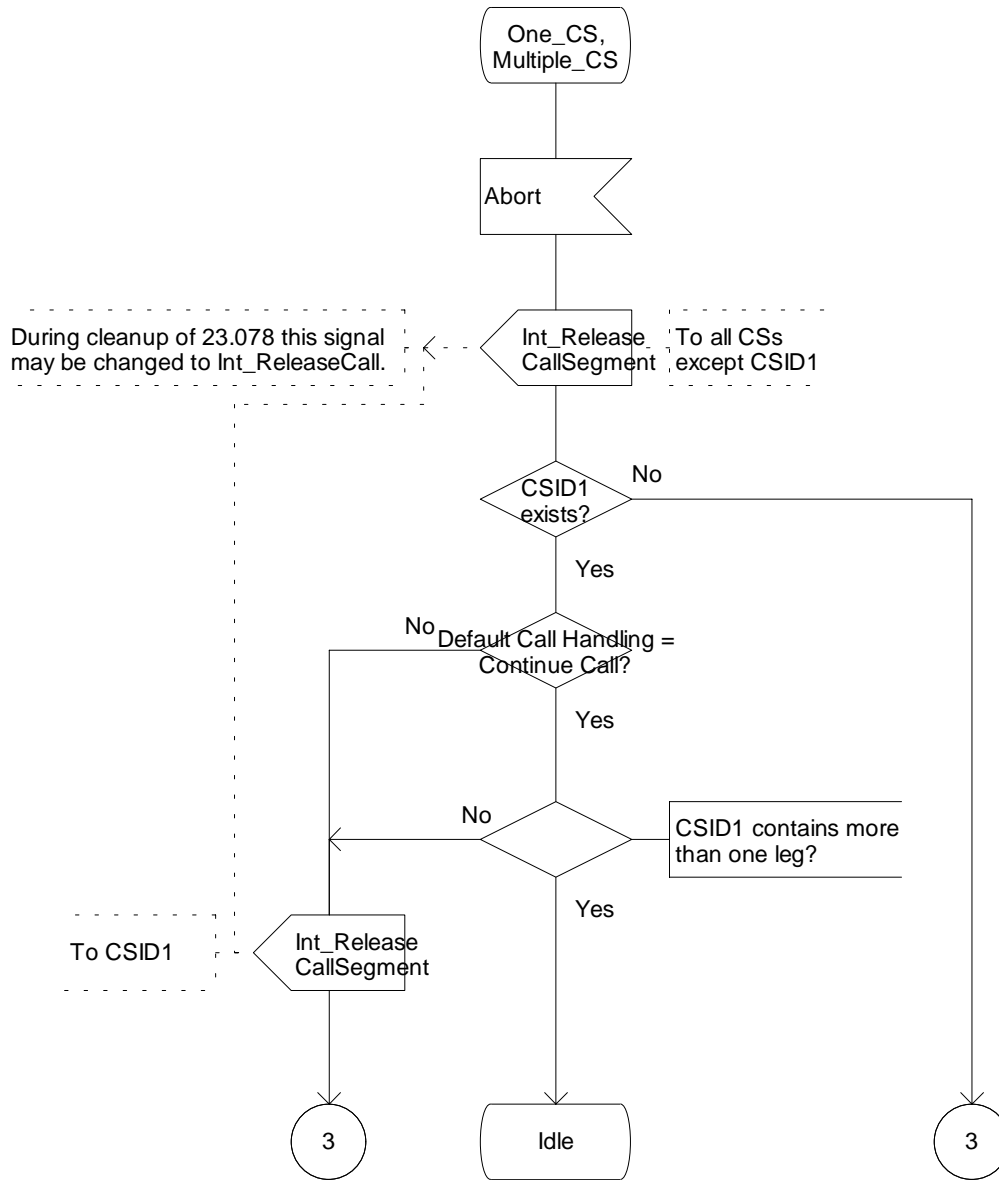 One_CS,
Multiple_CS
Abort
During cleanup of 23.078 this signal
may be changed to Int_ReleaseCall.
Int_Release
CallSegment
To all CSs
except CSID1
CSID1
exists?
No
Yes
No
Default Call Handling =
Continue Call?
Yes
No
CSID1 contains more
than one leg?
Yes
To CSID1
Int_Release
CallSegment
3
Idle
3